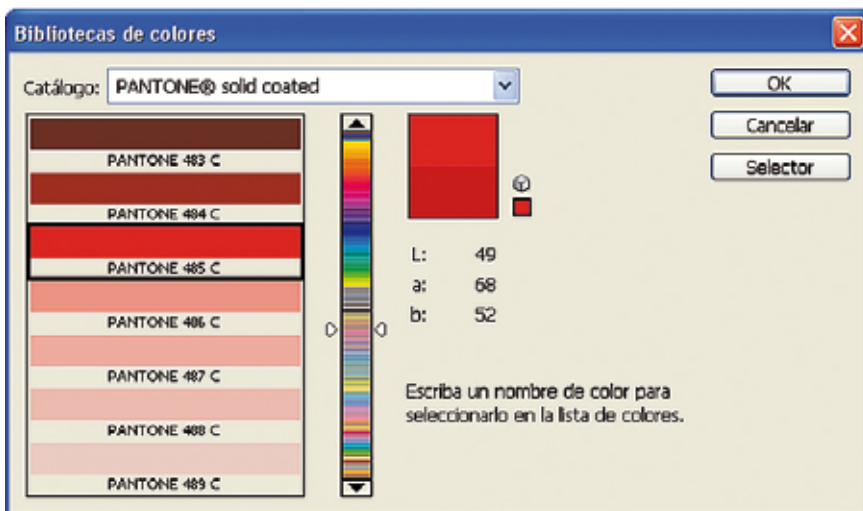 Bibliotecas de colores
Catálogo: PANTONE® solid coated
OK
Cancelar
Selector
PANTONE 483 C
PANTONE 484 C
PANTONE 485 C
PANTONE 486 C
PANTONE 487 C
PANTONE 488 C
PANTONE 489 C
L: 49
a: 68
b: 52
Escriba un nombre de color para
seleccionarlo en la lista de colores.